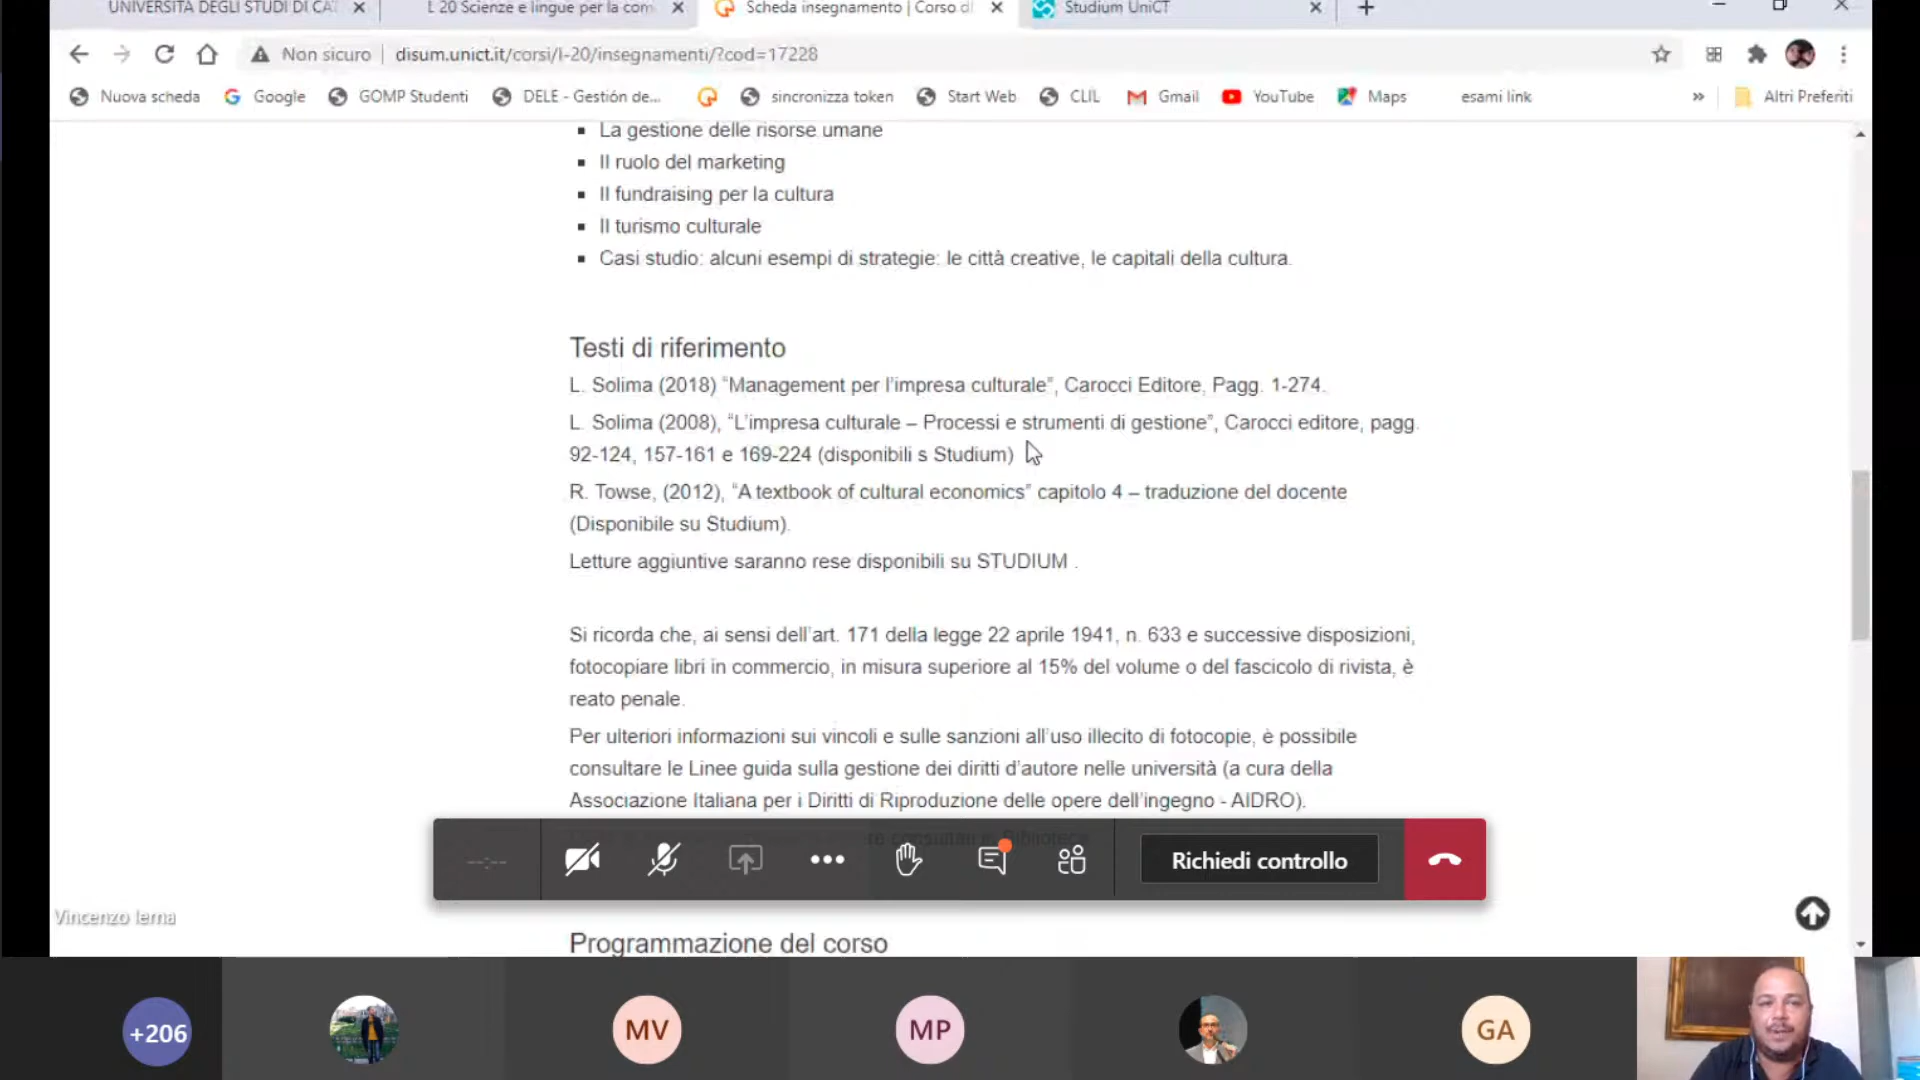 UNIVERSITÀ DEGLI STUDI DI CAT
L 20 Scienze e lingue per la com
Scheda insegnamento | Corso di
Studium UniCT
Non sicuro | disum.unict.it/corsi/l-20/insegnamenti/?cod=17228
Nuova scheda Google GOMP Studenti DELE - Gestión de... sincronizza token Start Web CLIL Gmail YouTube Maps esami link » Altri Preferiti
▪ La gestione delle risorse umane
▪ Il ruolo del marketing
▪ Il fundraising per la cultura
▪ Il turismo culturale
▪ Casi studio: alcuni esempi di strategie: le città creative, le capitali della cultura.
Testi di riferimento
L. Solima (2018) “Management per l’impresa culturale”, Carocci Editore, Pagg. 1-274.
L. Solima (2008), “L’impresa culturale – Processi e strumenti di gestione”, Carocci editore, pagg.
92-124, 157-161 e 169-224 (disponibili s Studium)
R. Towse, (2012), “A textbook of cultural economics” capitolo 4 – traduzione del docente
(Disponibile su Studium).
Letture aggiuntive saranno rese disponibili su STUDIUM .
Si ricorda che, ai sensi dell’art. 171 della legge 22 aprile 1941, n. 633 e successive disposizioni,
fotocopiare libri in commercio, in misura superiore al 15% del volume o del fascicolo di rivista, è
reato penale.
Per ulteriori informazioni sui vincoli e sulle sanzioni all’uso illecito di fotocopie, è possibile
consultare le Linee guida sulla gestione dei diritti d’autore nelle università (a cura della
Associazione Italiana per i Diritti di Riproduzione delle opere dell’ingegno - AIDRO).
--:--
Richiedi controllo
Vincenzo Ierna
Programmazione del corso
+206
MV
MP
GA